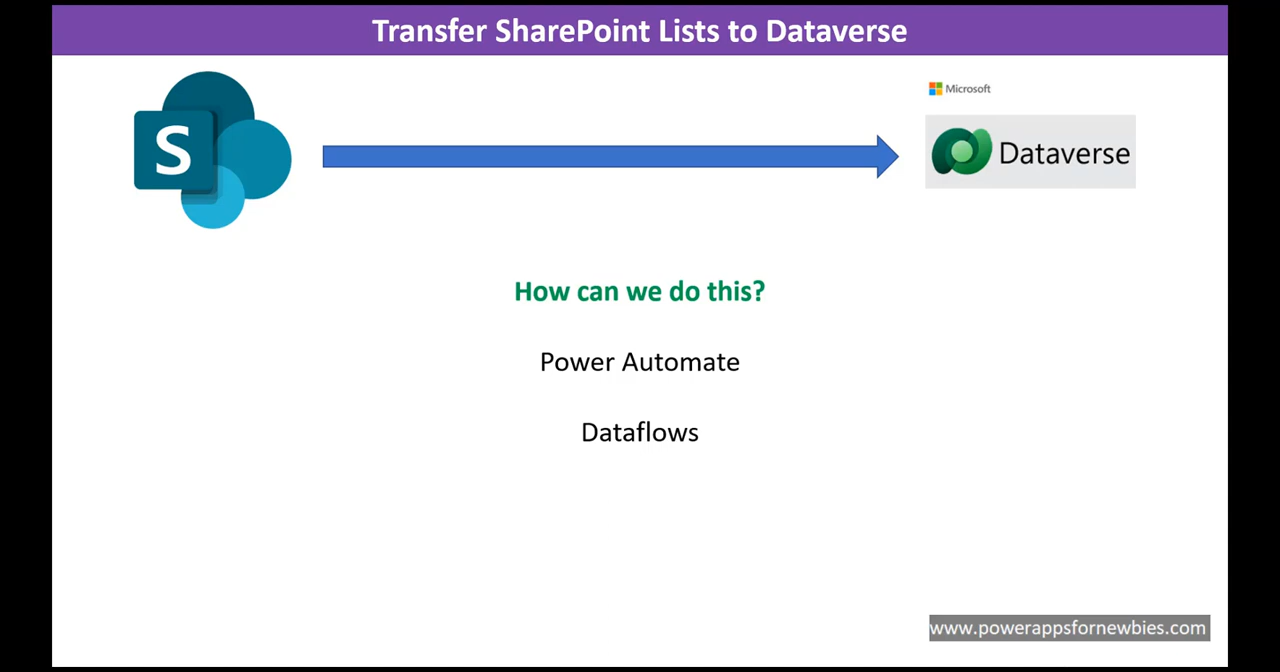 Transfer SharePoint Lists to Dataverse
S
Microsoft
Dataverse
How can we do this?
Power Automate
Dataflows
www.powerappsfornewbies.com